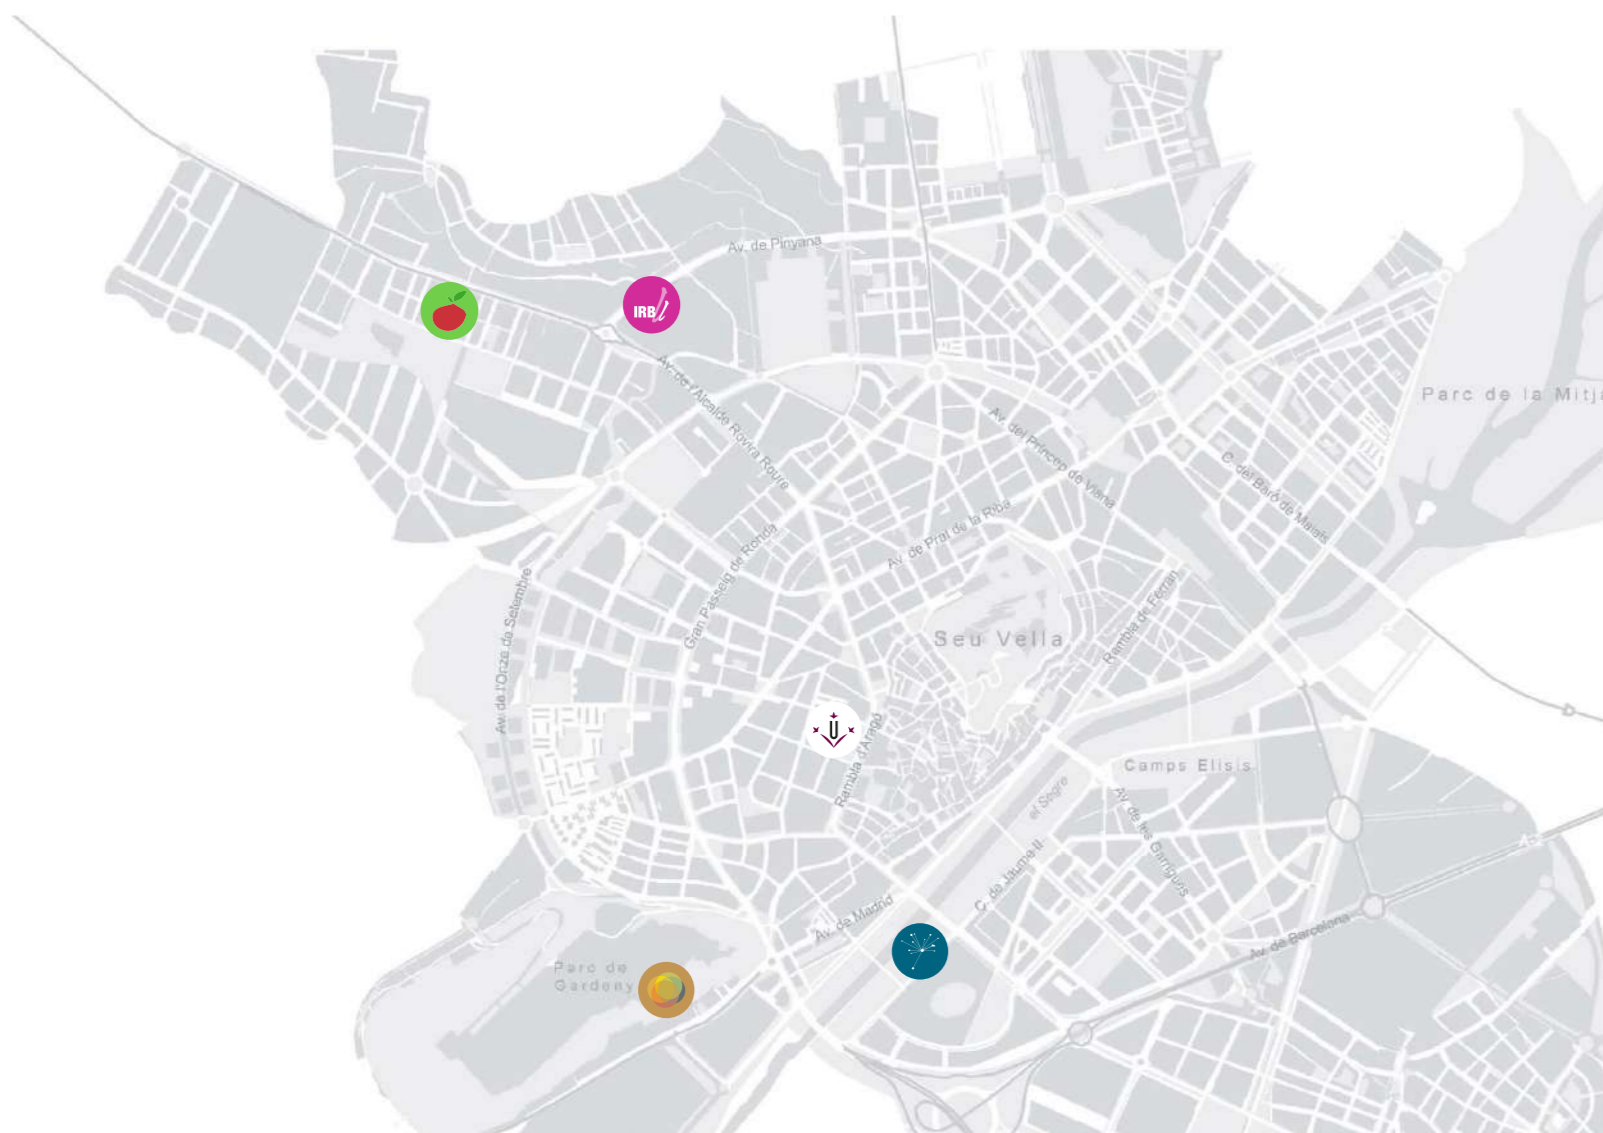 Av. de Pinyana
IRB
Av. de l'Alcalde Rovira Roure
Parc de la Mitja
Av. del Príncep de Viana
C. del Baró de Maials
Av. de Prat de la Riba
Gran Passeig de Ronda
Av. de l'Onze de Setembre
Rambla de Ferran
Seu Vella
U
Rambla d'Aragó
Camps Elisis
el Segre
Av. de les Garrigues
C. de Jaume II
Av. de Madrid
Av. de Barcelona
Parc de
Gardeny